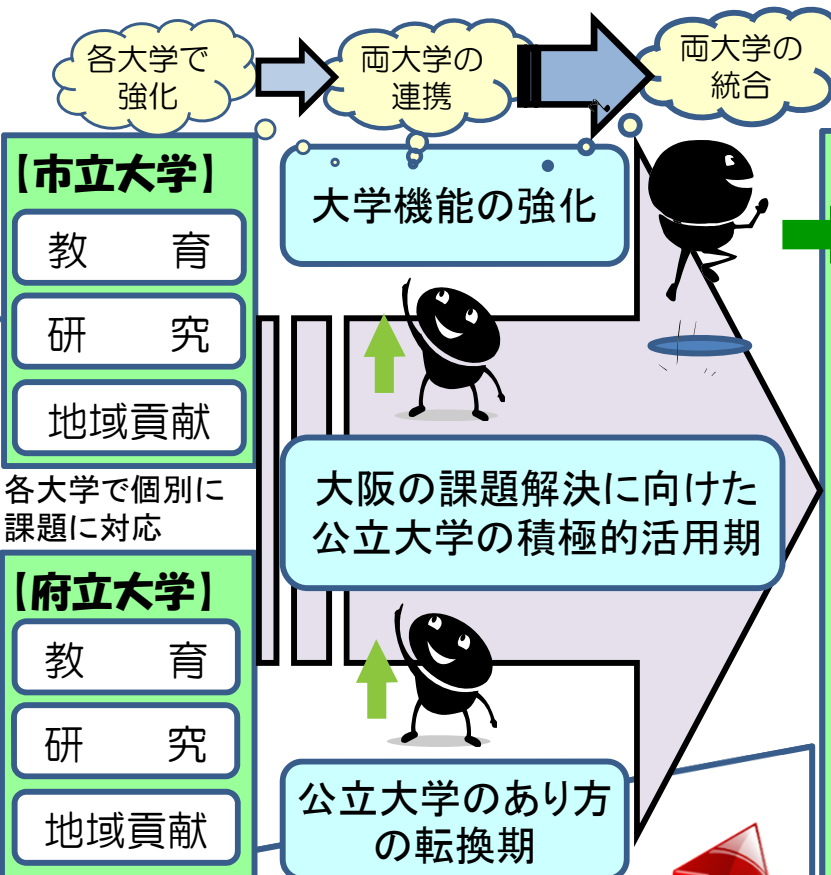 各大学で
強化
両大学の
連携
両大学の
統合
【市立大学】
教　育
研　究
地域貢献
各大学で個別に
課題に対応
【府立大学】
教　育
研　究
地域貢献
大学機能の強化
大阪の課題解決に向けた
公立大学の積極的活用期
公立大学のあり方
の転換期